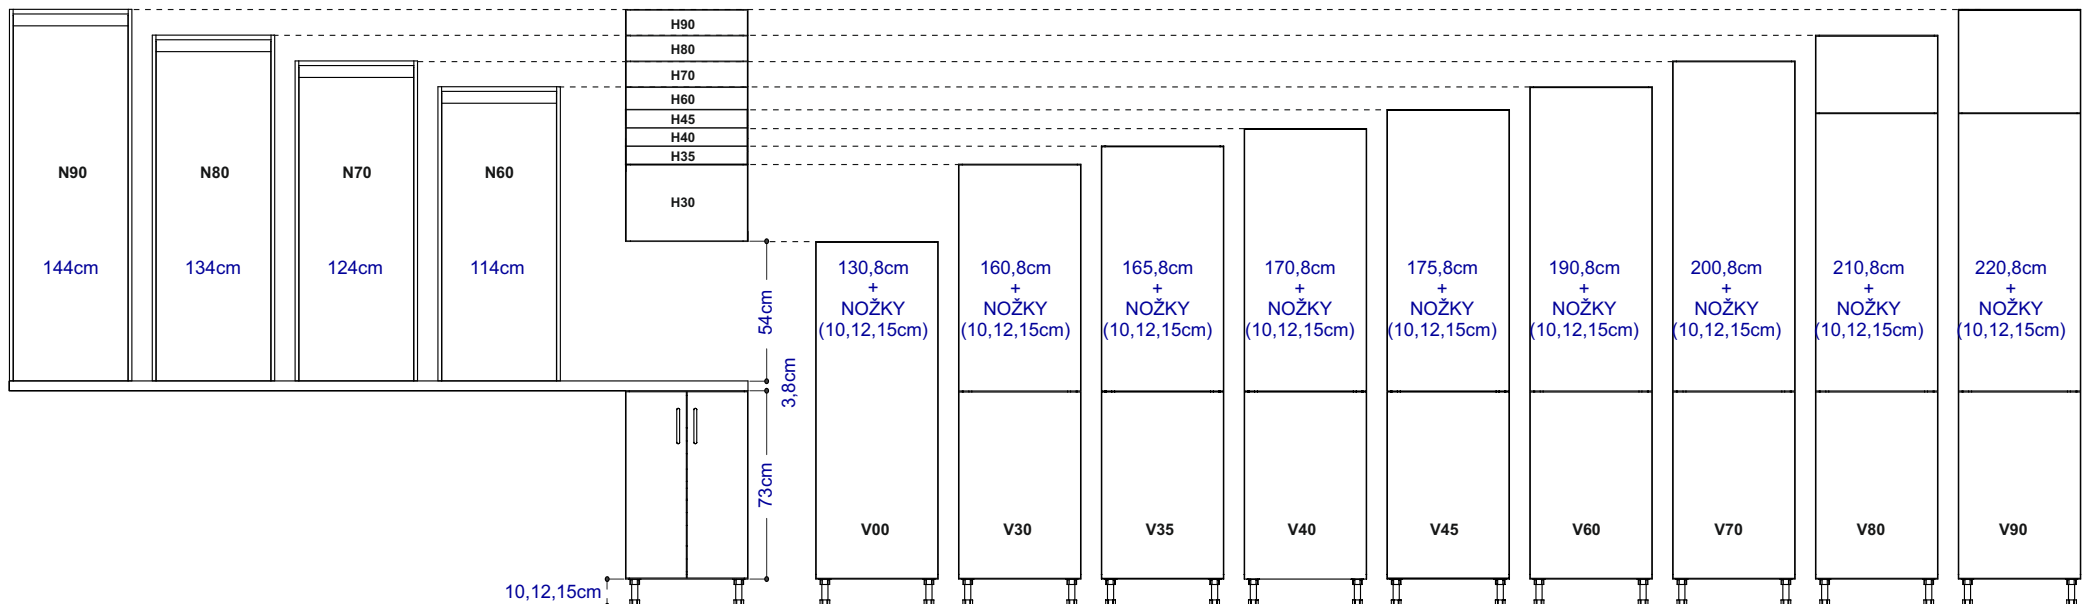 H90
H80
H70
H60
H45
H40
H35
H30
N90
N80
N70
N60
144cm
134cm
124cm
114cm
54cm
3,8cm
73cm
10,12,15cm
130,8cm
+
NOŽKY
(10,12,15cm)
V00
160,8cm
+
NOŽKY
(10,12,15cm)
V30
165,8cm
+
NOŽKY
(10,12,15cm)
V35
170,8cm
+
NOŽKY
(10,12,15cm)
V40
175,8cm
+
NOŽKY
(10,12,15cm)
V45
190,8cm
+
NOŽKY
(10,12,15cm)
V60
200,8cm
+
NOŽKY
(10,12,15cm)
V70
210,8cm
+
NOŽKY
(10,12,15cm)
V80
220,8cm
+
NOŽKY
(10,12,15cm)
V90